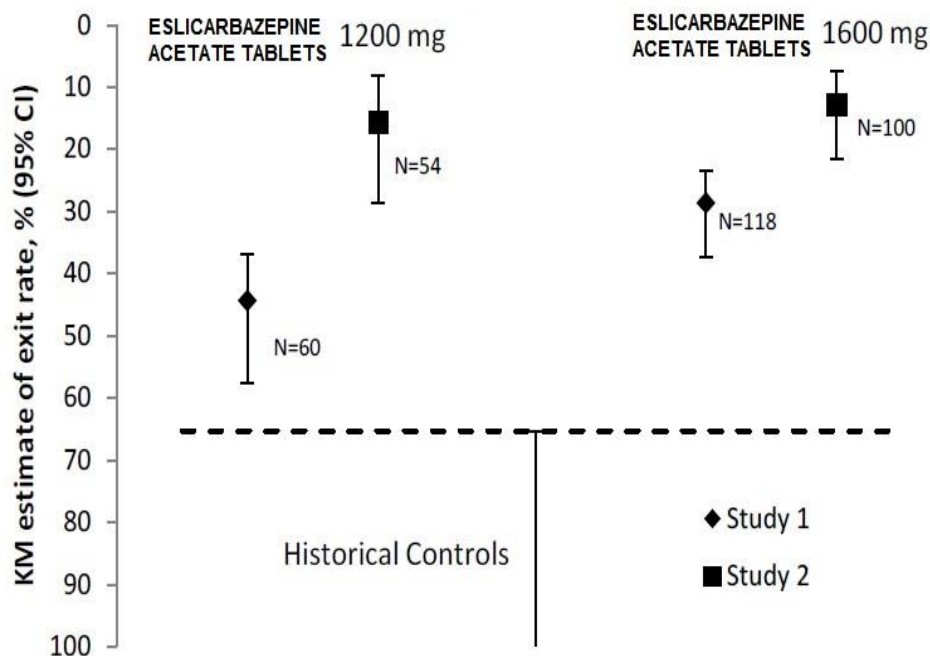 KM estimate of exit rate, % (95% CI)
0
10
20
30
40
50
60
70
80
90
100
ESLICARBAZEPINE
ACETATE TABLETS 1200 mg
ESLICARBAZEPINE
ACETATE TABLETS 1600 mg
N=60
N=54
N=118
N=100
Historical Controls
Study 1
Study 2